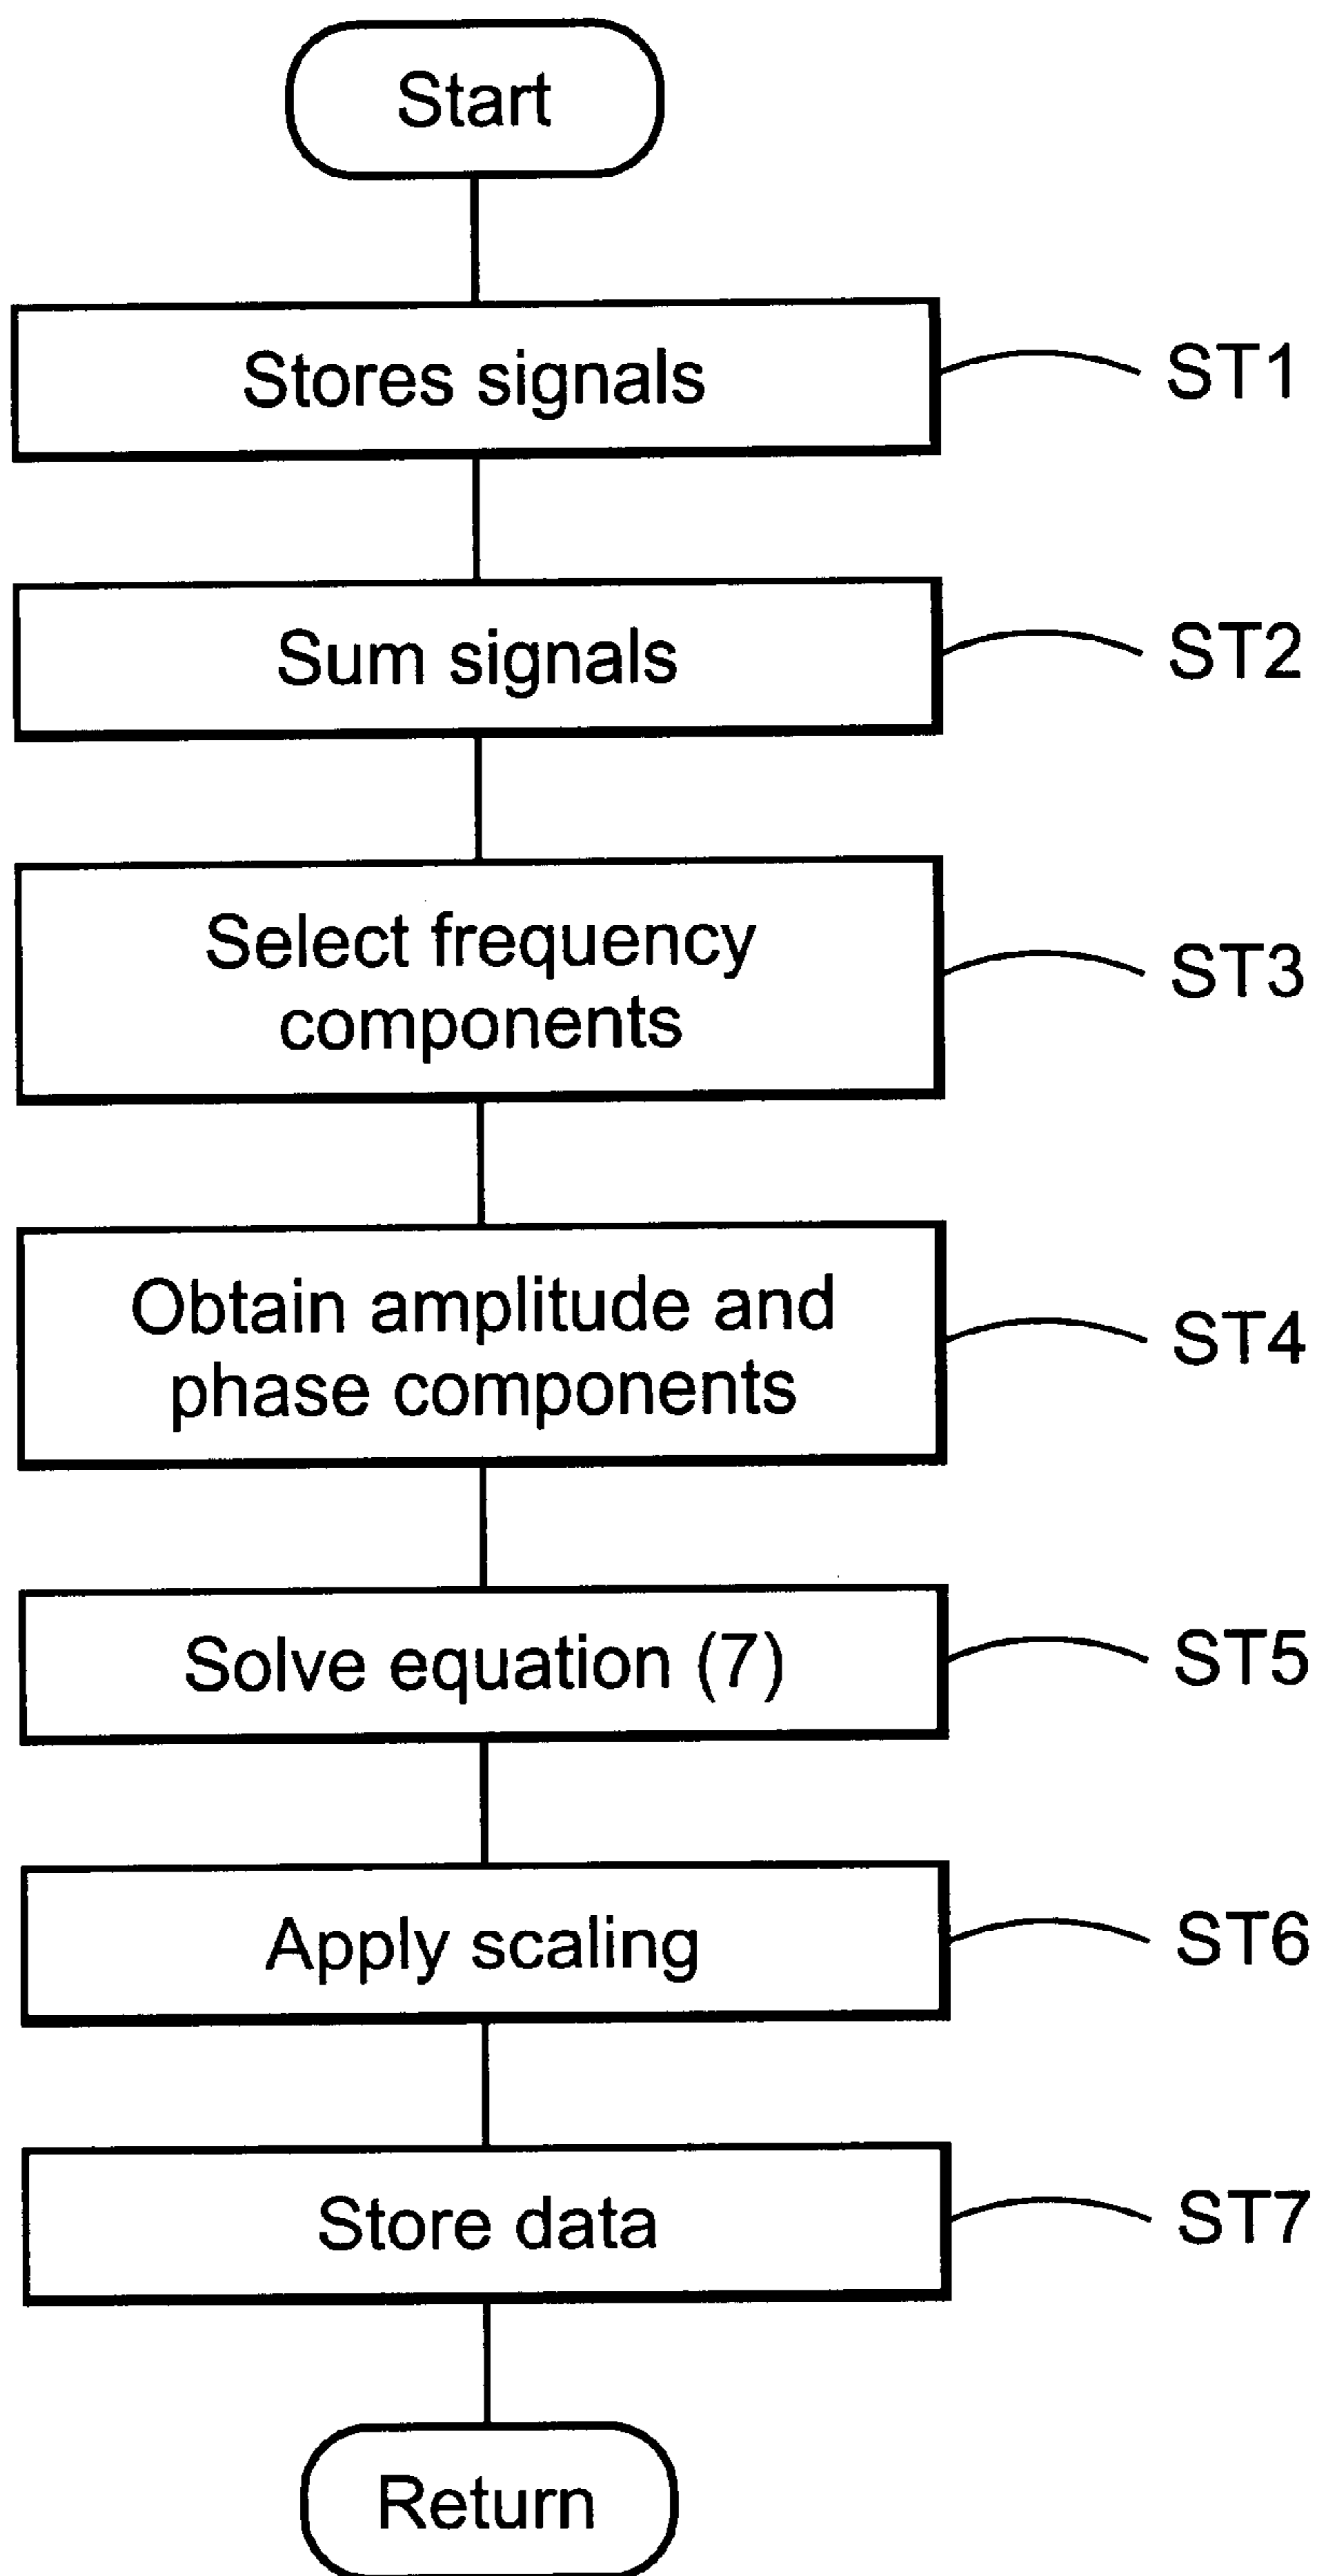 Start
Stores signals
ST1
Sum signals
ST2
Select frequency
components
ST3
Obtain amplitude and
phase components
ST4
Solve equation (7)
ST5
Apply scaling
ST6
Store data
ST7
Return